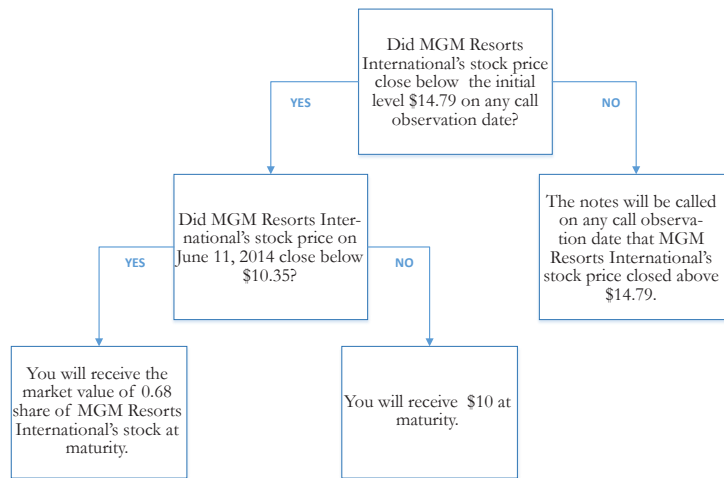 Did MGM Resorts
International's stock price
close below the initial
level $14.79 on any call
observation date?
YES
NO
Did MGM Resorts Inter-
national's stock price on
June 11, 2014 close below
$10.35?
The notes will be called
on any call observa-
tion date that MGM
Resorts International's
stock price closed above
$14.79.
YES
NO
You will receive the
market value of 0.68
share of MGM Resorts
International's stock at
maturity.
You will receive $10 at
maturity.